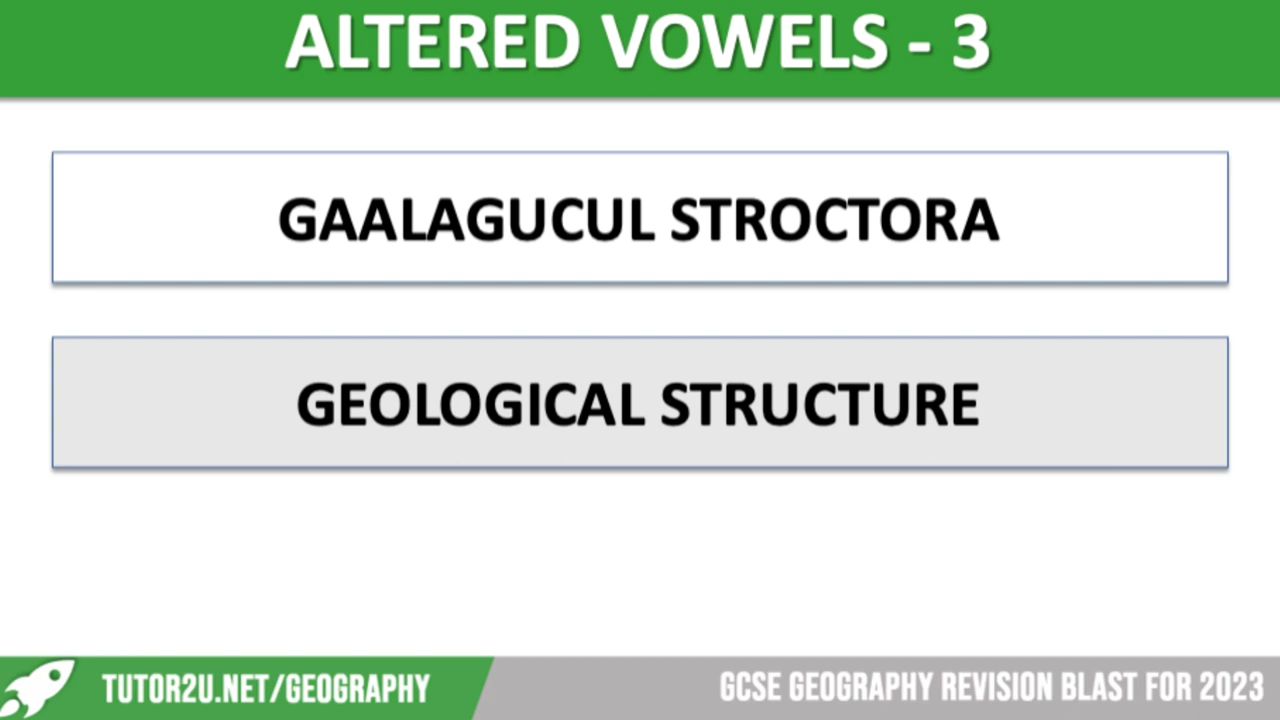 ALTERED VOWELS - 3
GAALAGUCUL STROCTORA
GEOLOGICAL STRUCTURE
TUTOR2U.NET/GEOGRAPHY
GCSE GEOGRAPHY REVISION BLAST FOR 2023